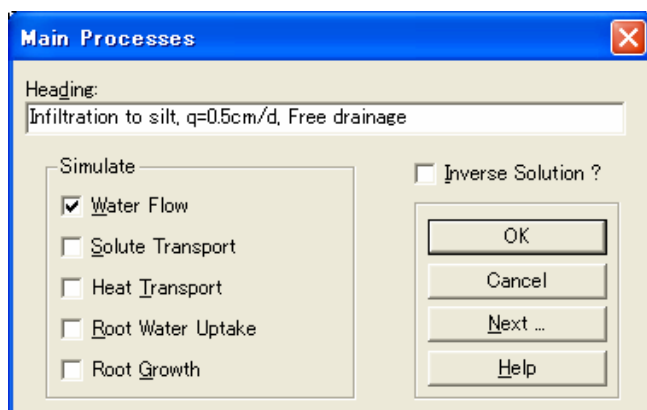 Main Processes
Heading:
Infiltration to silt, q=0.5cm/d, Free drainage
Simulate
Water Flow
Solute Transport
Heat Transport
Root Water Uptake
Root Growth
Inverse Solution ?
OK
Cancel
Next ...
Help